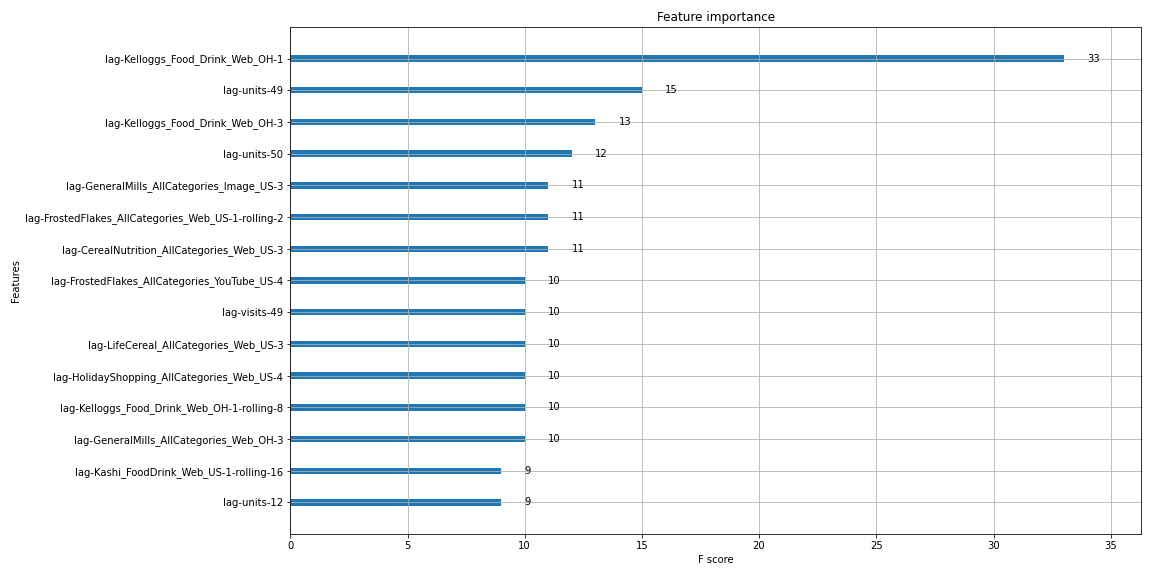 Feature importance
lag-Kelloggs_Food_Drink_Web_OH-1 33
lag-units-49 15
lag-Kelloggs_Food_Drink_Web_OH-3 13
lag-units-50 12
lag-GeneralMills_AllCategories_Image_US-3 11
lag-FrostedFlakes_AllCategories_Web_US-1-rolling-2 11
lag-CerealNutrition_AllCategories_Web_US-3 11
lag-FrostedFlakes_AllCategories_YouTube_US-4 10
lag-visits-49 10
lag-LifeCereal_AllCategories_Web_US-3 10
lag-HolidayShopping_AllCategories_Web_US-4 10
lag-Kelloggs_Food_Drink_Web_OH-1-rolling-8 10
lag-GeneralMills_AllCategories_Web_OH-3 10
lag-Kashi_FoodDrink_Web_US-1-rolling-16 9
lag-units-12 9
Features
0 5 10 15 20 25 30 35
F score